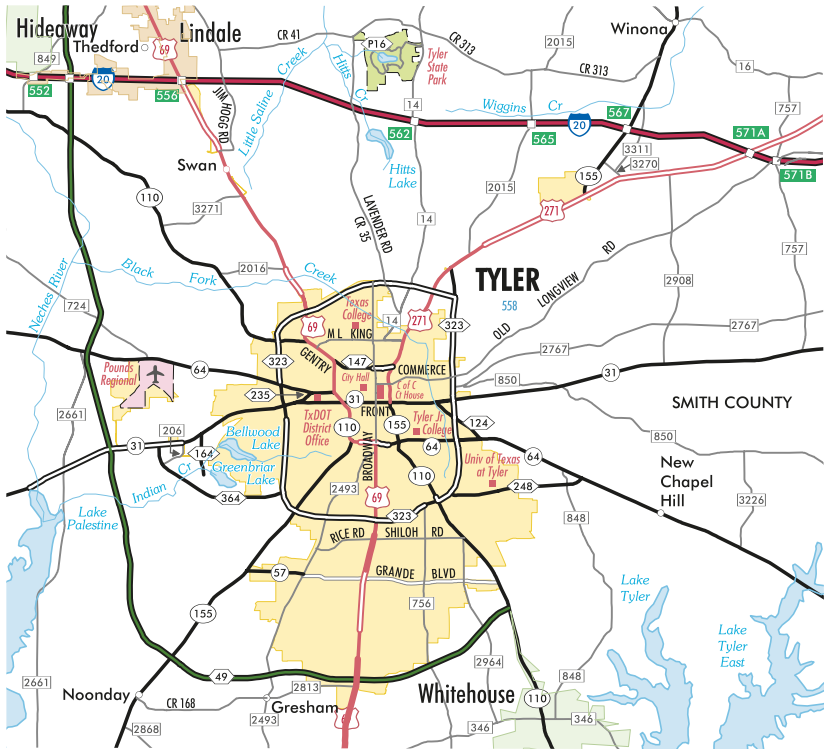 Hideaway
Lindale
Thedford
69
849
20
552
556
JIM HOGG RD
CR 41
Little Saline Creek
Hitts Cr
P16
Tyler
State
Park
CR 313
2015
CR 313
Winona
16
757
Wiggins Cr
14
562
565
20
567
571A
571B
3311
3270
155
Hitts
Lake
Swan
110
3271
LAVENDER RD
CR 35
14
2015
271
2908
757
Neches River
Black Fork Creek
2016
724
TYLER
558
OLD LONGVIEW RD
2767
2767
Texas
College
69
14
271
323
M L KING
323
GENTRY
147
COMMERCE
City Hall
C of C
Ct House
850
31
Pounds
Regional
64
235
31
FRONT
TxDOT
District
Office
110
155
Tyler Jr
College
124
SMITH COUNTY
2661
206
31
164
Bellwood
Lake
Greenbriar
Lake
BROADWAY
64
64
850
Univ of Texas
at Tyler
110
248
New
Chapel
Hill
3226
Indian Cr
364
Lake
Palestine
2493
69
323
848
RICE RD
SHILOH RD
57
GRANDE BLVD
155
756
Lake
Tyler
Lake
Tyler
East
49
2964
848
2661
Noonday
CR 168
2813
Gresham
Whitehouse
110
2868
2493
346
346